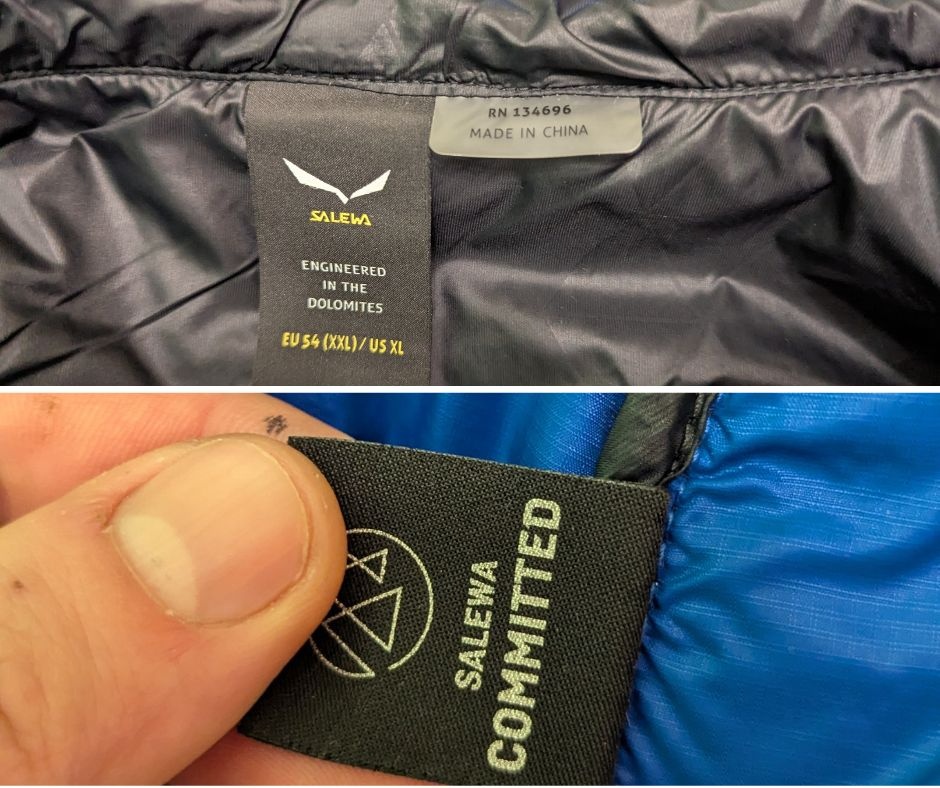 RN 134696
MADE IN CHINA
SALEWA
ENGINEERED
IN THE
DOLOMITES
EU 54 (XXL) / US XL
SALEWA
COMMITTED